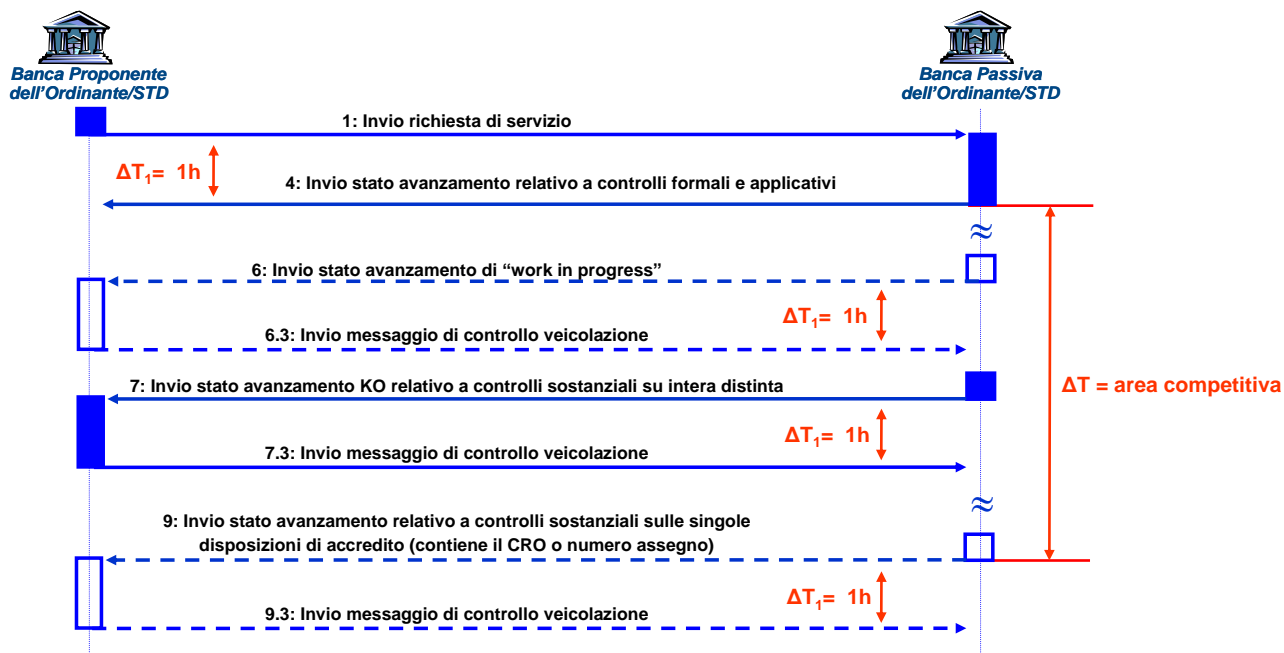 Banca Proponente
dell'Ordinante/STD
Banca Passiva
dell'Ordinante/STD
1: Invio richiesta di servizio
ΔT1= 1h
4: Invio stato avanzamento relativo a controlli formali e applicativi
≈
6: Invio stato avanzamento di “work in progress”
ΔT1= 1h
6.3: Invio messaggio di controllo veicolazione
7: Invio stato avanzamento KO relativo a controlli sostanziali su intera distinta
ΔT = area competitiva
ΔT1= 1h
7.3: Invio messaggio di controllo veicolazione
≈
9: Invio stato avanzamento relativo a controlli sostanziali sulle singole
disposizioni di accredito (contiene il CRO o numero assegno)
ΔT1= 1h
9.3: Invio messaggio di controllo veicolazione